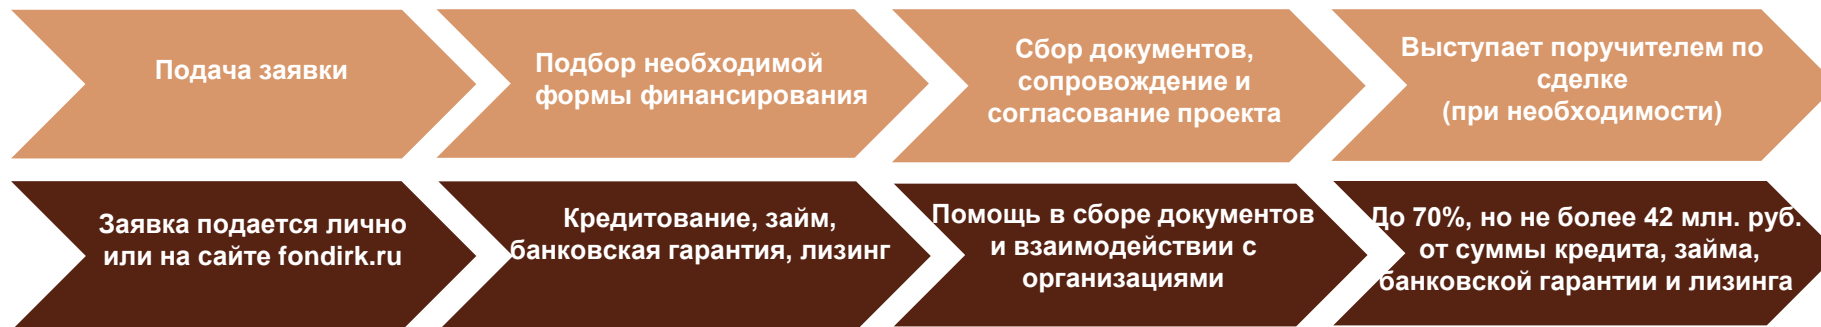 Подача заявки
Подбор необходимой
формы финансирования
Сбор документов,
сопровождение и
согласование проекта
Выступает поручителем по
сделке
(при необходимости)
Заявка подается лично
или на сайте fondirk.ru
Кредитование, займ,
банковская гарантия, лизинг
Помощь в сборе документов
и взаимодействии с
организациями
До 70%, но не более 42 млн. руб.
от суммы кредита, займа,
банковской гарантии и лизинга